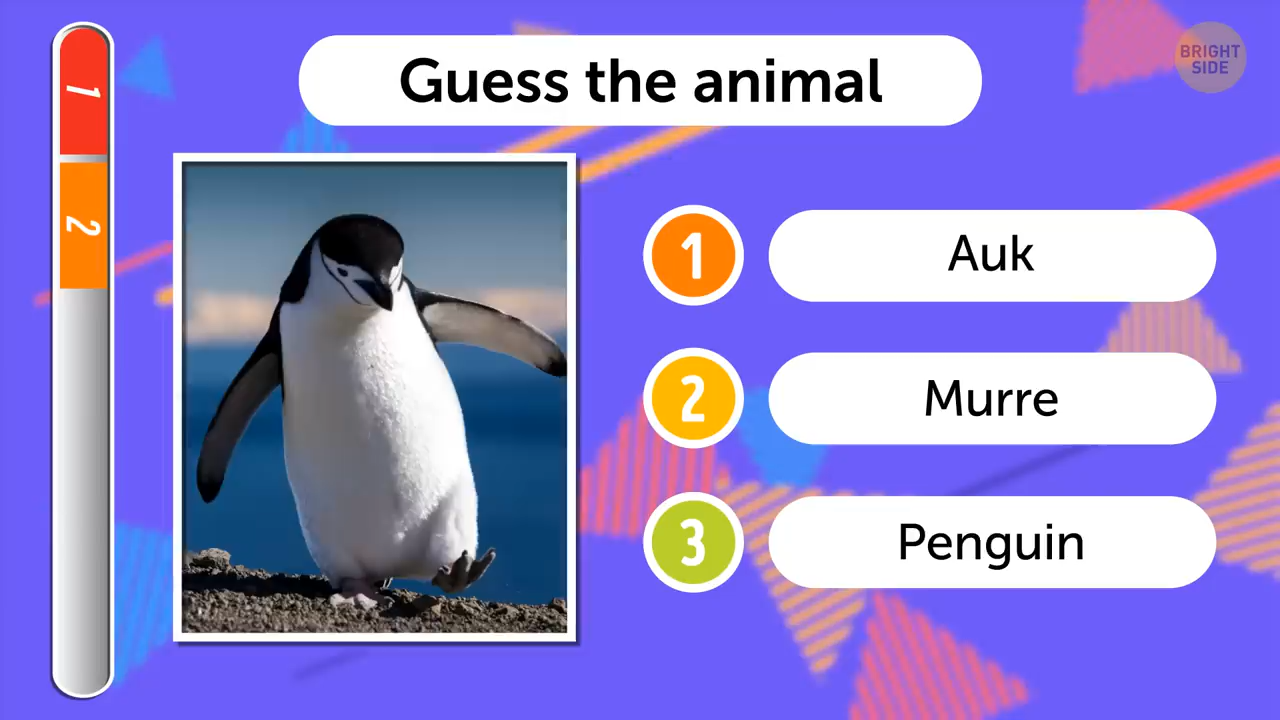 Guess the animal
BRIGHT
SIDE
1
2
1
Auk
2
Murre
3
Penguin